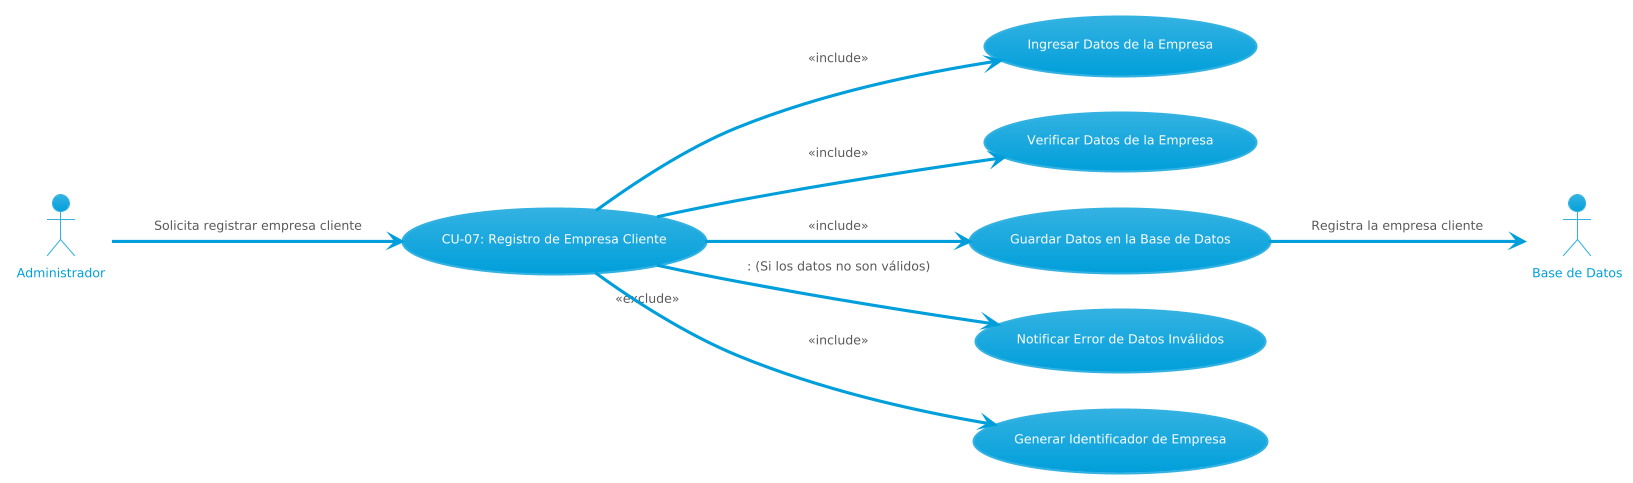 Ingresar Datos de la Empresa
«include»
Verificar Datos de la Empresa
«include»
Solicita registrar empresa cliente
«include»
Registra la empresa cliente
CU-07: Registro de Empresa Cliente
Guardar Datos en la Base de Datos
: (Si los datos no son válidos)
Administrador
Base de Datos
«exclude»
Notificar Error de Datos Inválidos
«include»
Generar Identificador de Empresa